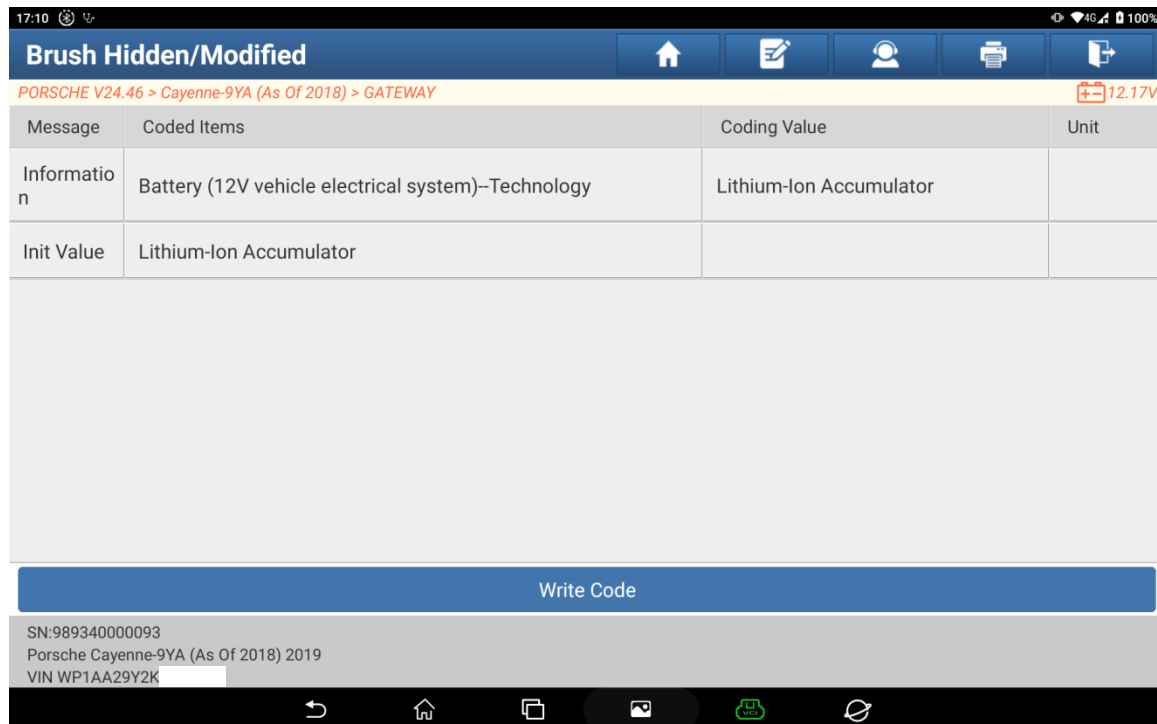 17:10
4G 100%
Brush Hidden/Modified
PORSCHE V24.46 > Cayenne-9YA (As Of 2018) > GATEWAY 12.17V
Message Coded Items Coding Value Unit
Informatio
n Battery (12V vehicle electrical system)--Technology Lithium-Ion Accumulator
Init Value Lithium-Ion Accumulator
Write Code
SN:989340000093
Porsche Cayenne-9YA (As Of 2018) 2019
VIN WP1AA29Y2K
VCI